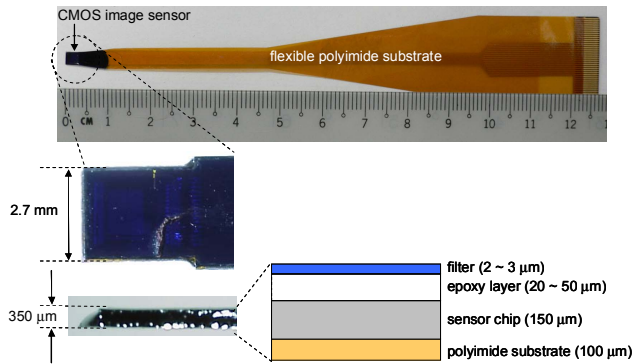 CMOS image sensor
flexible polyimide substrate
0 CM 1 2 3 4 5 6 7 8 9 10 11 12
2.7 mm
350 μm
filter (2 ~ 3 μm)
epoxy layer (20 ~ 50 μm)
sensor chip (150 μm)
polyimide substrate (100 μm)